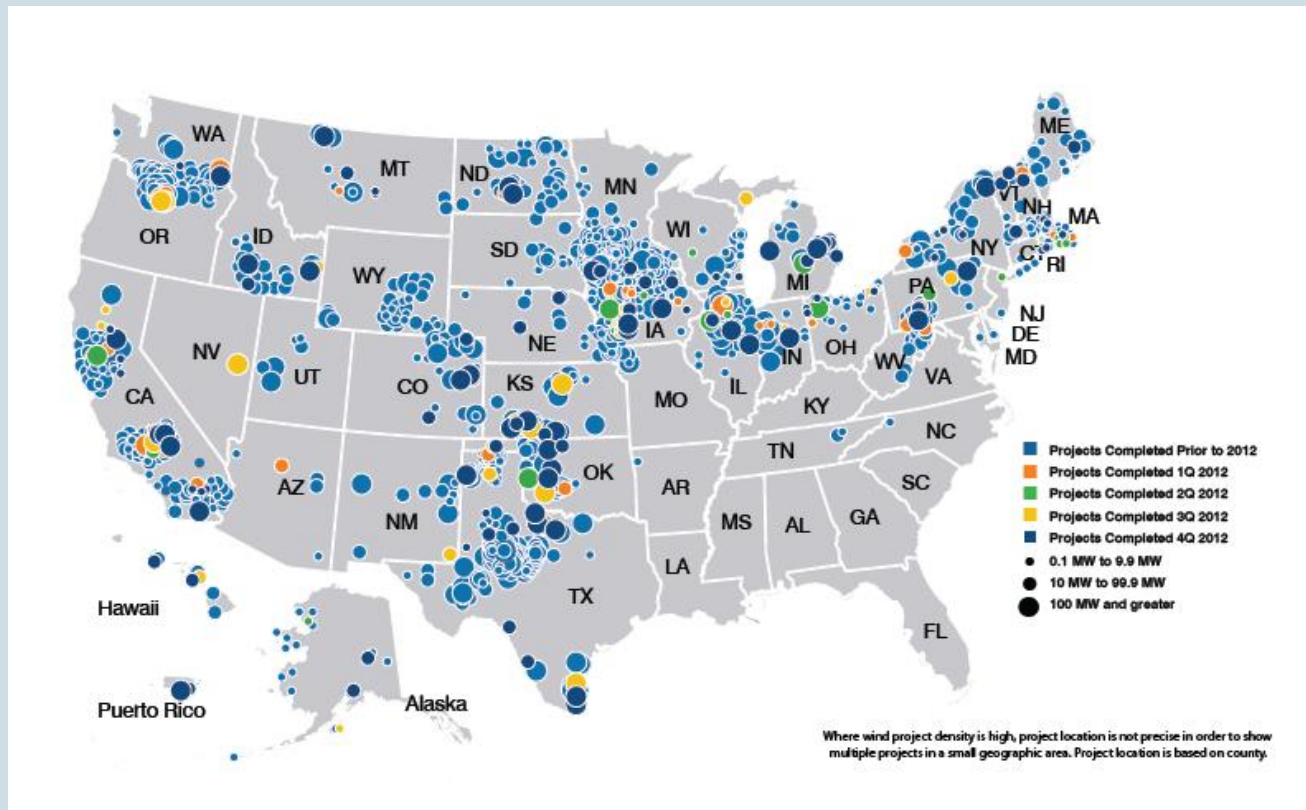 WA
MT
ND
MN
ME
VT
NH
MA
OR
ID
SD
WI
NY
CT
RI
WY
MI
PA
NJ
DE
MD
NE
IA
OH
NV
UT
CO
KS
IL
IN
WV
VA
CA
MO
KY
NC
TN
AZ
NM
OK
AR
SC
MS
AL
GA
LA
TX
FL
Projects Completed Prior to 2012
Projects Completed 1Q 2012
Projects Completed 2Q 2012
Projects Completed 3Q 2012
Projects Completed 4Q 2012
0.1 MW to 9.9 MW
10 MW to 99.9 MW
100 MW and greater
Hawaii
Puerto Rico
Alaska
Where wind project density is high, project location is not precise in order to show
multiple projects in a small geographic area. Project location is based on county.